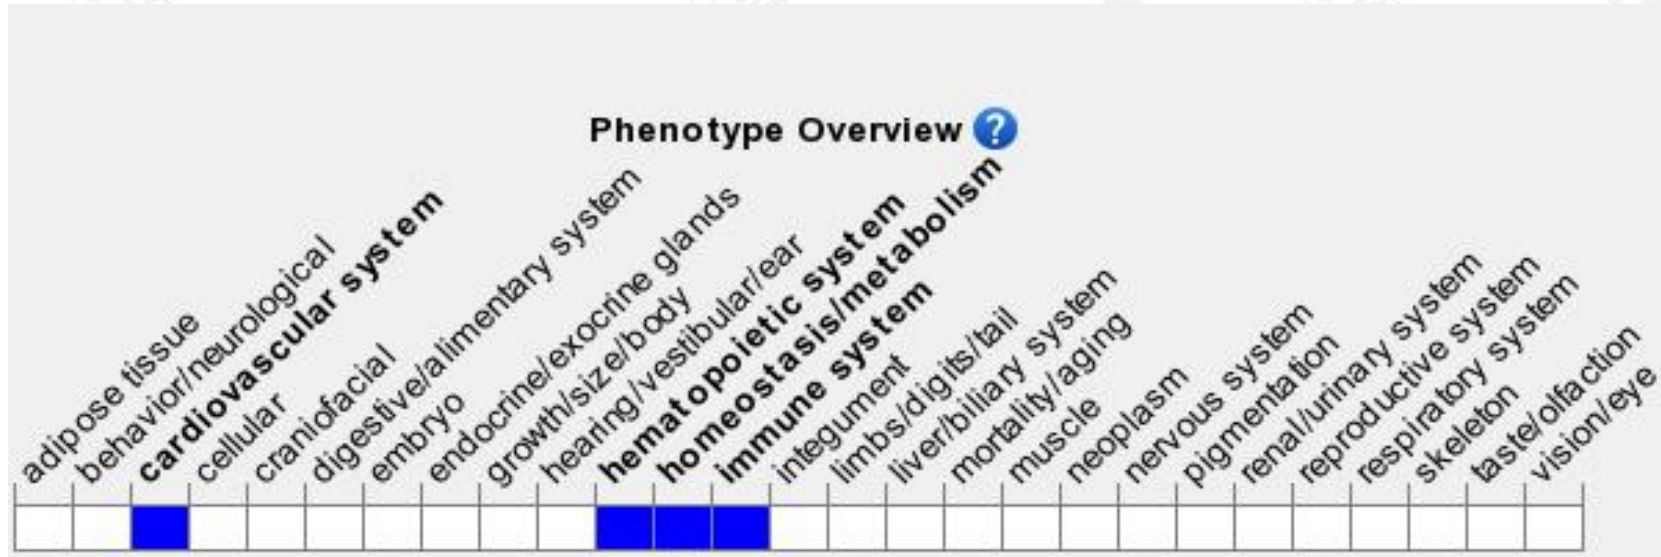 Phenotype Overview ?
adipose tissue
behavior/neurological
cardiovascular system
cellular
craniofacial
digestive/alimentary system
embryo
endocrine/exocrine glands
growth/size/body
hearing/vestibular/ear
hematopoietic system
homeostasis/metabolism
immune system
integument
limbs/digits/tail
liver/biliary system
mortality/aging
muscle
neoplasm
nervous system
pigmentation
renal/urinary system
reproductive system
respiratory system
skeleton
taste/olfaction
vision/eye